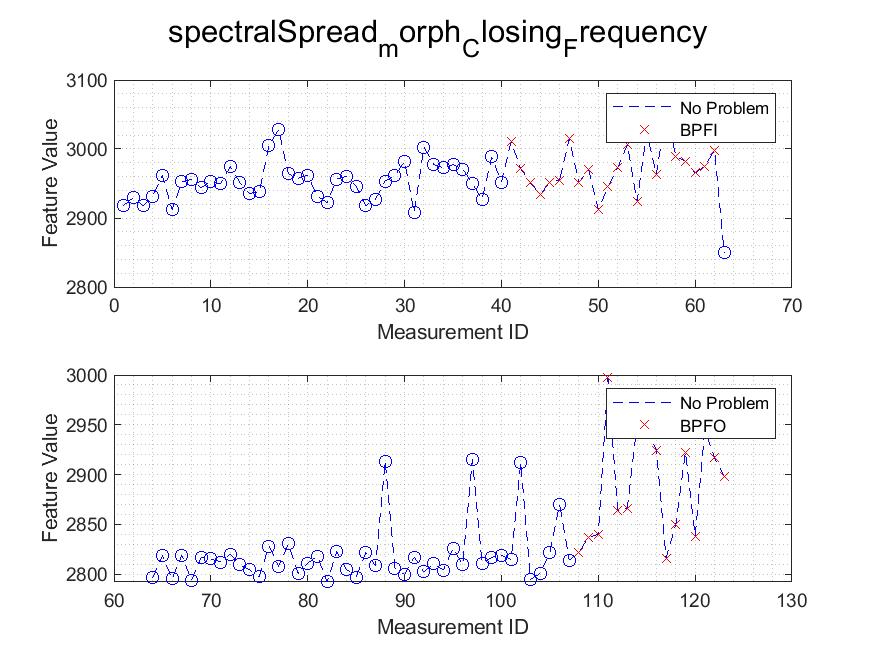 spectralSpread_morph_Closing_Frequency
3100
3000
2900
2800
Feature Value
0 10 20 30 40 50 60 70
Measurement ID
No Problem
BPFI
3000
2950
2900
2850
2800
Feature Value
60 70 80 90 100 110 120 130
Measurement ID
No Problem
BPFO